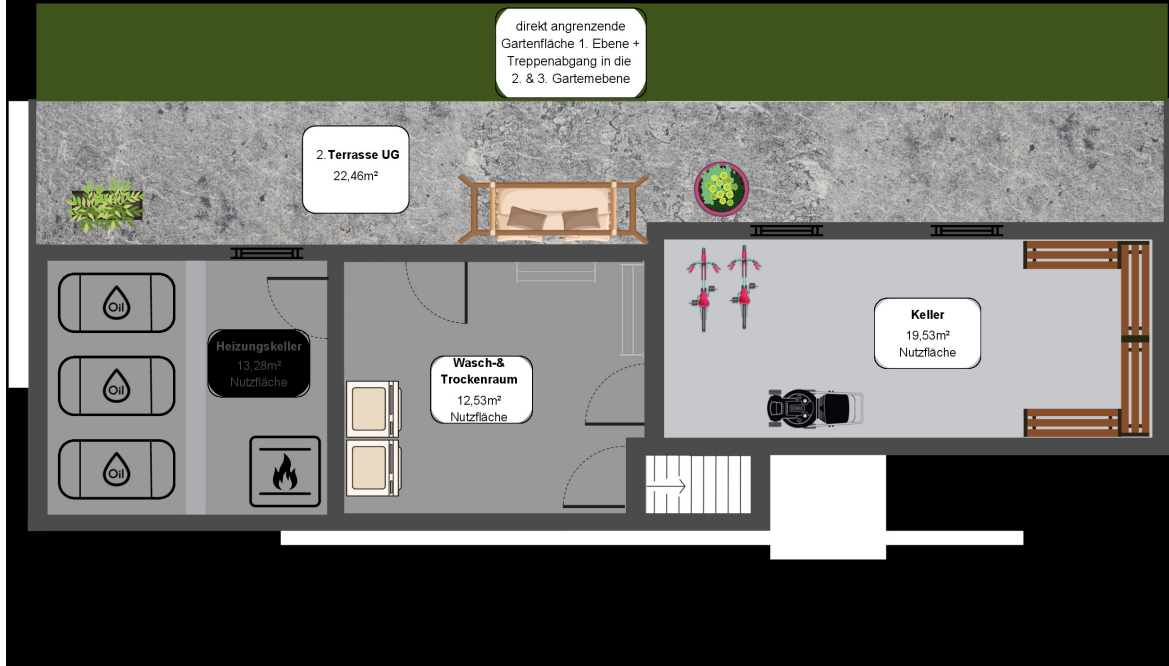 direkt angrenzende
Gartenfläche 1. Ebene +
Treppenabgang in die
2. & 3. Gartemebene
2. Terrasse UG
22,46m²
Oil
Oil
Oil
Heizungskeller
13,28m²
Nutzfläche
Wasch-&
Trockenraum
12,53m²
Nutzfläche
Keller
19,53m²
Nutzfläche